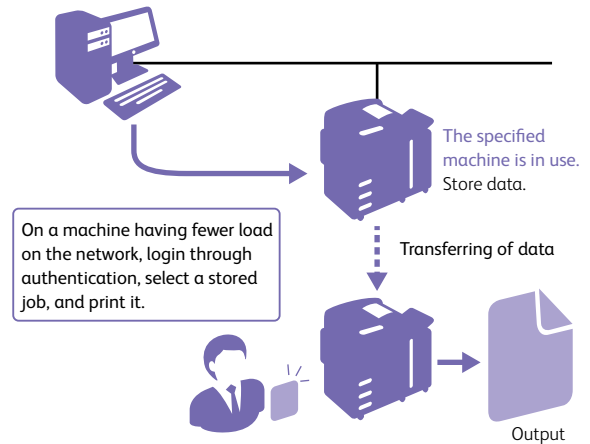 The specified
machine is in use.
Store data.
On a machine having fewer load
on the network, login through
authentication, select a stored
job, and print it.
Transferring of data
Output